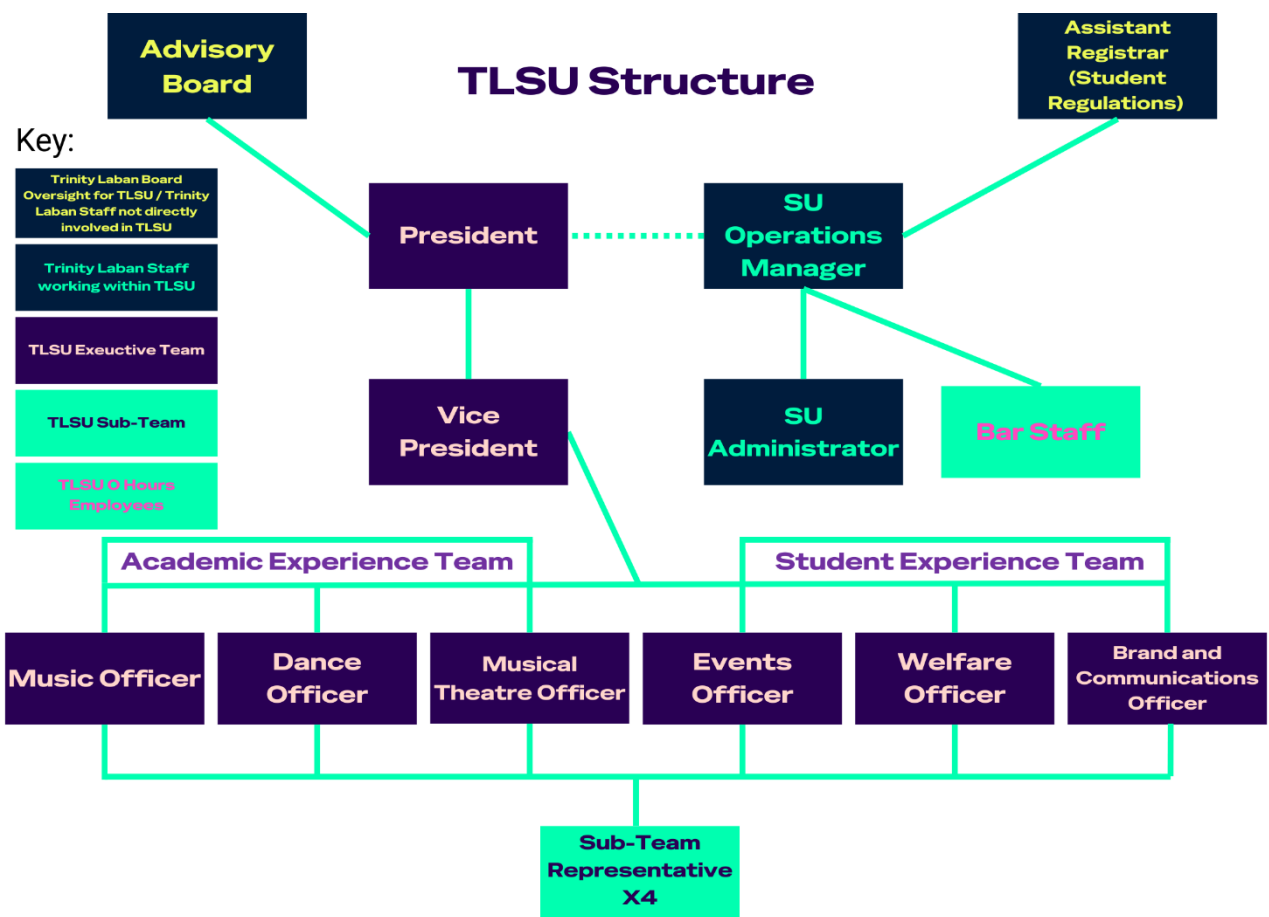 Advisory
Board
TLSU Structure
Assistant
Registrar
(Student
Regulations)
Key:
Trinity Laban Board
Oversight for TLSU / Trinity
Laban Staff not directly
involved in TLSU
Trinity Laban Staff
working within TLSU
TLSU Exeuctive Team
TLSU Sub-Team
TLSU 0 Hours
Employees
President
SU
Operations
Manager
Vice
President
SU
Administrator
Bar Staff
Academic Experience Team
Student Experience Team
Music Officer
Dance
Officer
Musical
Theatre Officer
Events
Officer
Welfare
Officer
Brand and
Communications
Officer
Sub-Team
Representative
X4